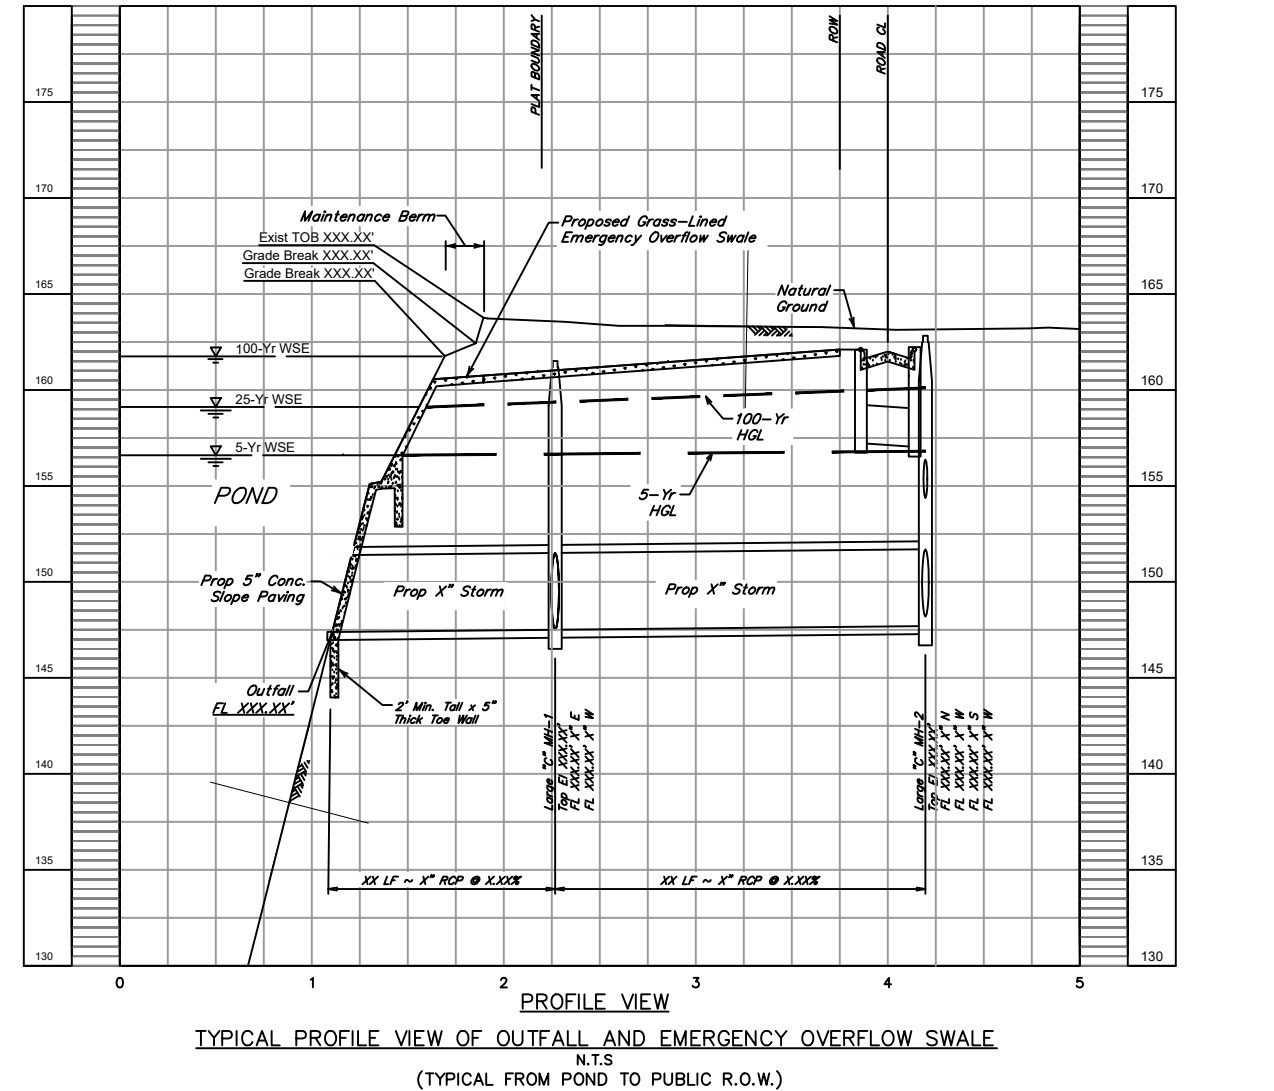 PLAT BOUNDARY
ROW
ROAD CL
175
175
170
170
165
165
160
160
155
155
150
150
145
145
140
140
135
135
130
130
Maintenance Berm
Exist TOB XXX.XX'
Grade Break XXX.XX'
Grade Break XXX.XX'
Proposed Grass-Lined
Emergency Overflow Swale
Natural
Ground
100-Yr WSE
25-Yr WSE
5-Yr WSE
100-Yr
HGL
5-Yr
HGL
POND
Prop 5" Conc.
Slope Paving
Prop X" Storm
Prop X" Storm
Outfall
FL XXX.XX'
2' Min. Tall x 5"
Thick Toe Wall
Large "C" MH-1
Top El XXX.XX'
FL XXX.XX' X" E
FL XXX.XX' X" W
Large "C" MH-2
Top El XXX.XX'
FL XXX.XX' X" N
FL XXX.XX' X" W
FL XXX.XX' X" S
FL XXX.XX' X" W
XX LF ~ X" RCP @ X.XX%
XX LF ~ X" RCP @ X.XX%
0 1 2 3 4 5
PROFILE VIEW
TYPICAL PROFILE VIEW OF OUTFALL AND EMERGENCY OVERFLOW SWALE
N.T.S
(TYPICAL FROM POND TO PUBLIC R.O.W.)